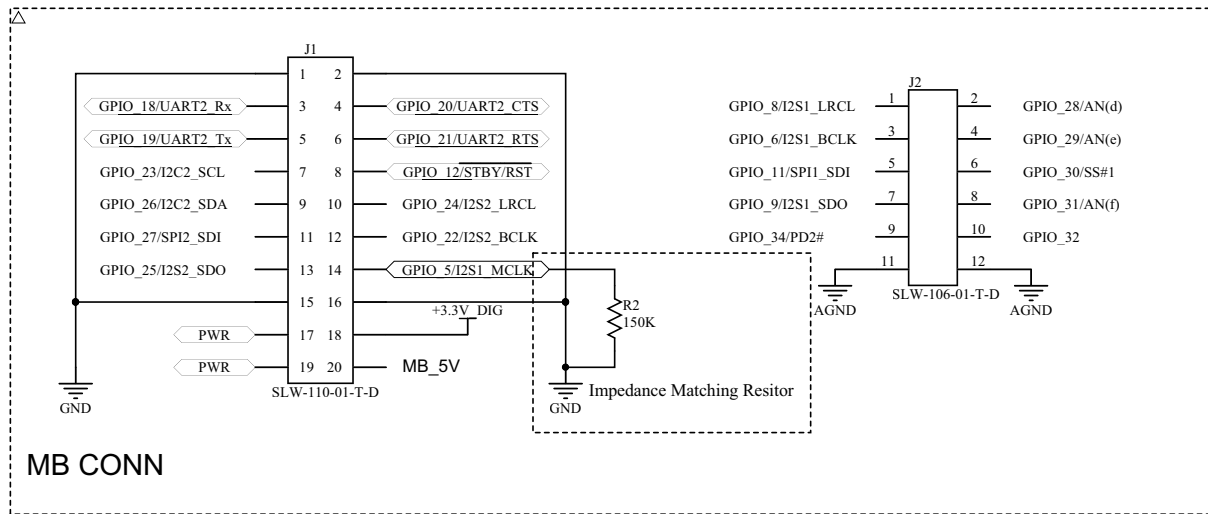 J1
1 2
GPIO_18/UART2_Rx 3 4 GPIO_20/UART2_CTS
GPIO_19/UART2_Tx 5 6 GPIO_21/UART2_RTS
GPIO_23/I2C2_SCL 7 8 GPIO_12/STBY/RST
GPIO_26/I2C2_SDA 9 10 GPIO_24/I2S2_LRCL
GPIO_27/SPI2_SDI 11 12 GPIO_22/I2S2_BCLK
GPIO_25/I2S2_SDO 13 14 GPIO_5/I2S1_MCLK
15 16
+3.3V_DIG
PWR 17 18
PWR 19 20 MB_5V
SLW-110-01-T-D
GND
GND
R2
150K
Impedance Matching Resitor
J2
GPIO_8/I2S1_LRCL 1 2 GPIO_28/AN(d)
GPIO_6/I2S1_BCLK 3 4 GPIO_29/AN(e)
GPIO_11/SPI1_SDI 5 6 GPIO_30/SS#1
GPIO_9/I2S1_SDO 7 8 GPIO_31/AN(f)
GPIO_34/PD2# 9 10 GPIO_32
11 12
SLW-106-01-T-D
AGND
AGND
MB CONN